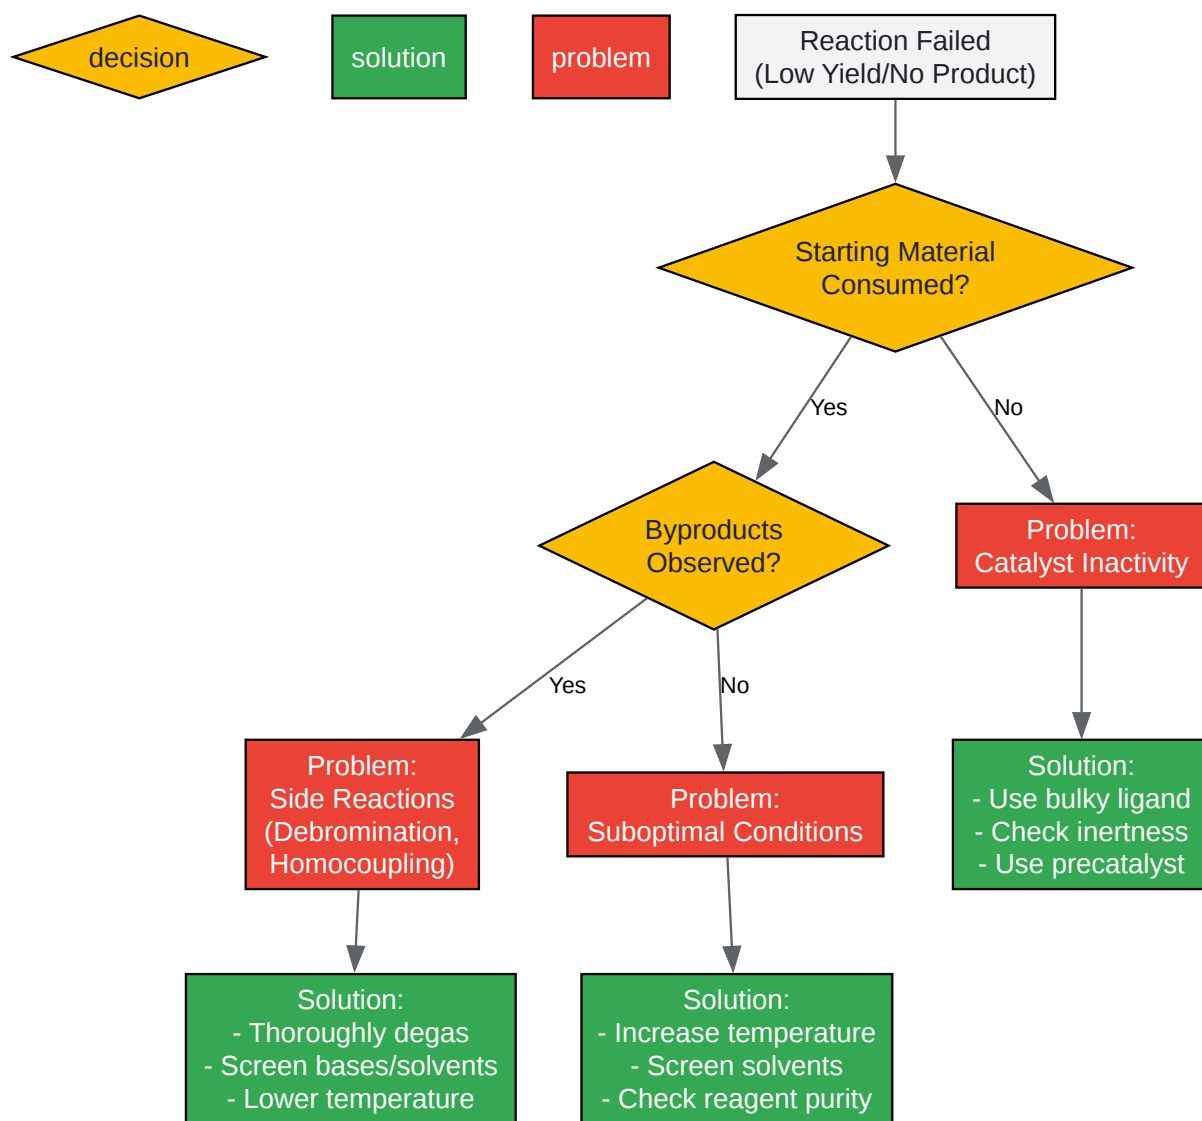 decision
solution
problem
Reaction Failed
(Low Yield/No Product)
Starting Material
Consumed?
Yes
No
Byproducts
Observed?
Problem:
Catalyst Inactivity
Yes
No
Problem:
Side Reactions
(Debromination,
Homocoupling)
Problem:
Suboptimal Conditions
Solution:
- Use bulky ligand
- Check inertness
- Use precatalyst
Solution:
- Thoroughly degas
- Screen bases/solvents
- Lower temperature
Solution:
- Increase temperature
- Screen solvents
- Check reagent purity